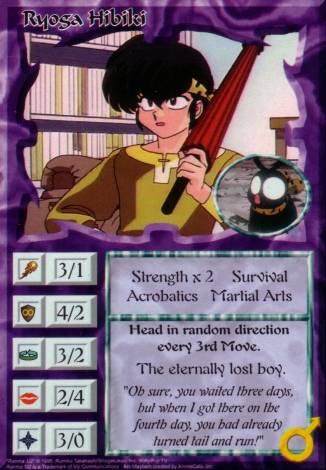 Ryoga Hibiki
3/1
Strength x 2 Survival
Acrobatics Martial Arts
4/2
Head in random direction
every 3rd Move.
3/2
The eternally lost boy.
2/4
"Oh sure, you waited three days,
but when I got there on the
fourth day, you had already
turned tail and run!"
3/0